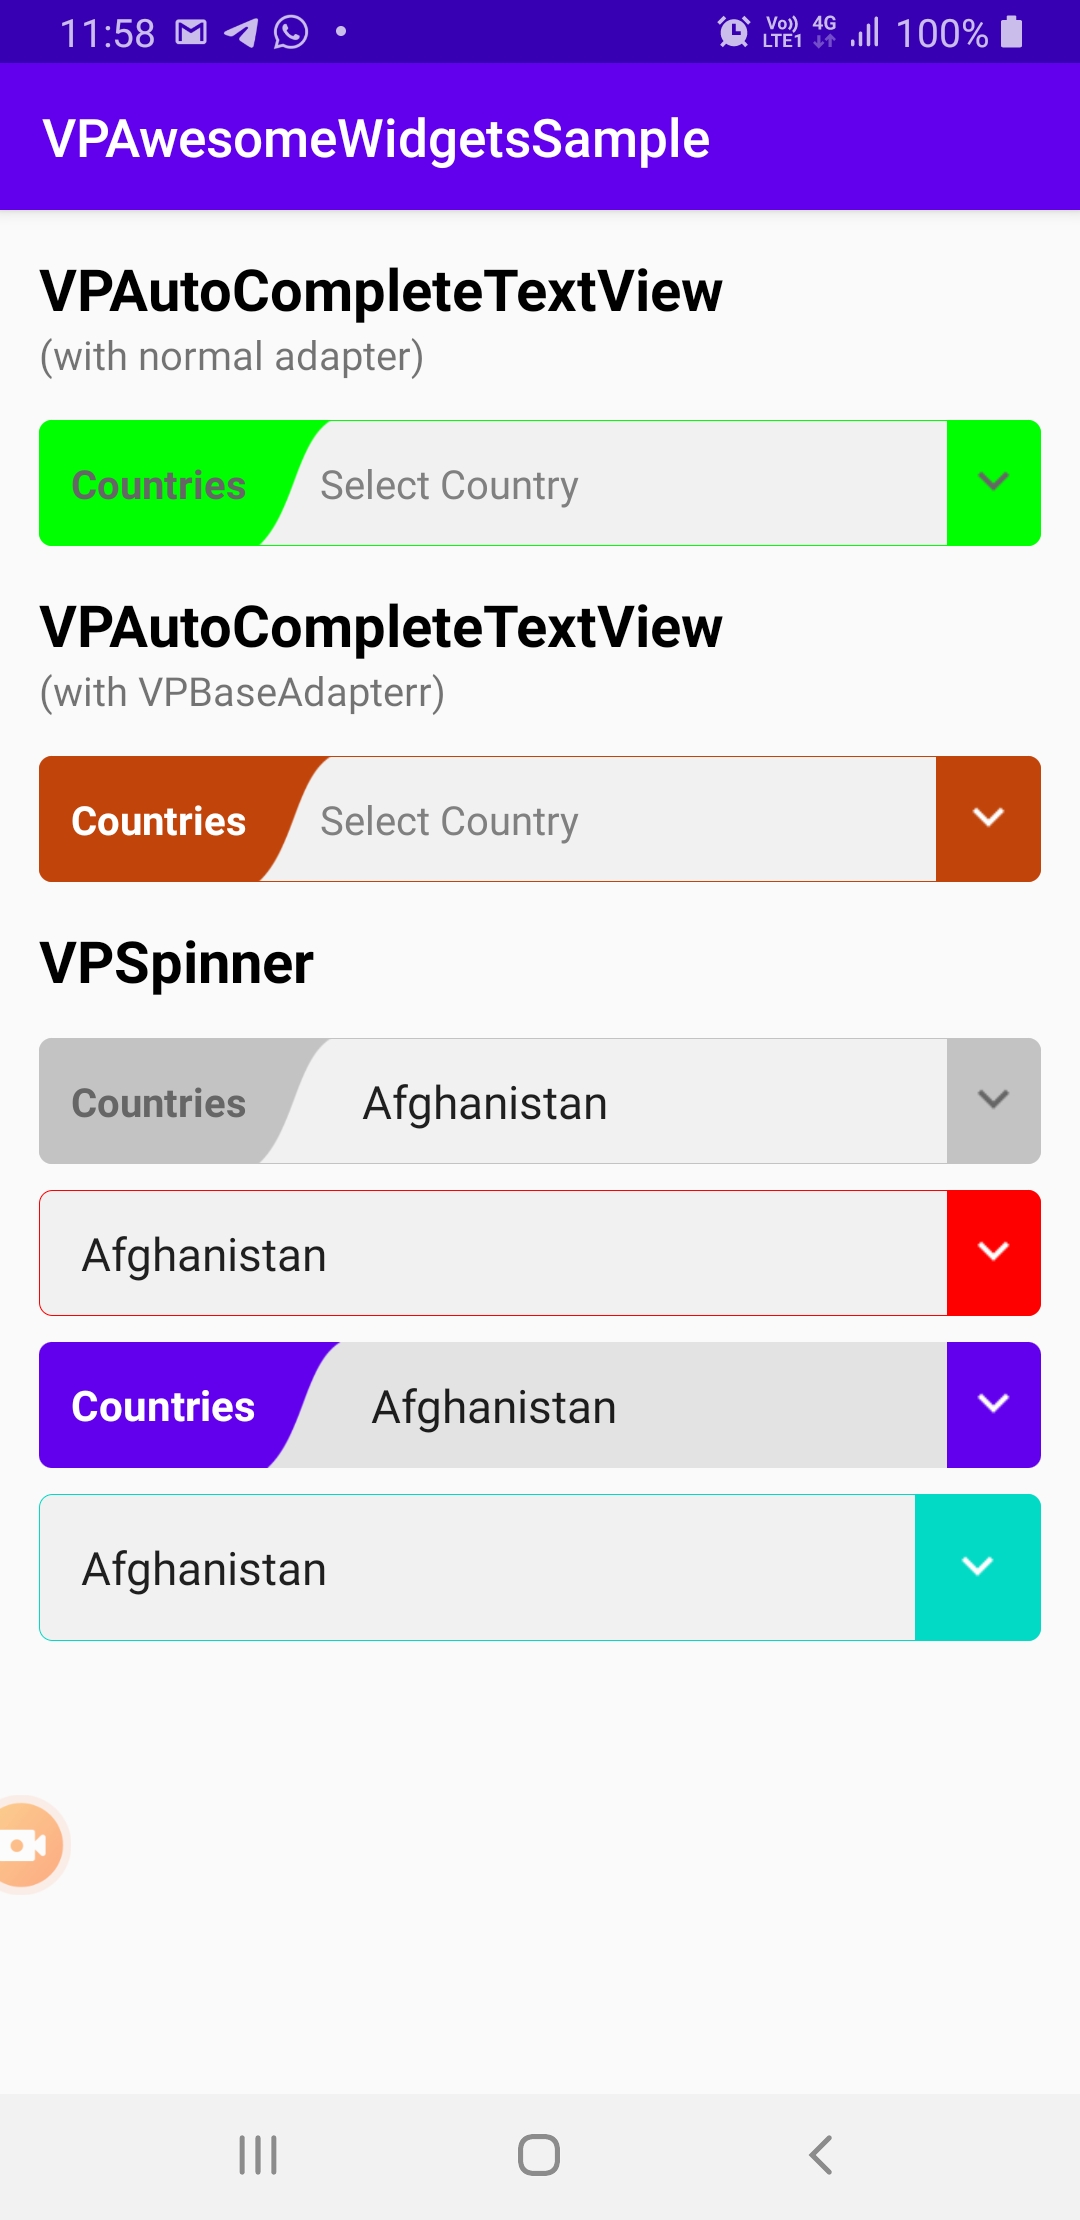 11:58 Vo)) LTE1 4G 100%
VPAwesomeWidgetsSample
VPAutoCompleteTextView
(with normal adapter)
Countries Select Country
VPAutoCompleteTextView
(with VPBaseAdapterr)
Countries Select Country
VPSpinner
Countries Afghanistan
Afghanistan
Countries Afghanistan
Afghanistan